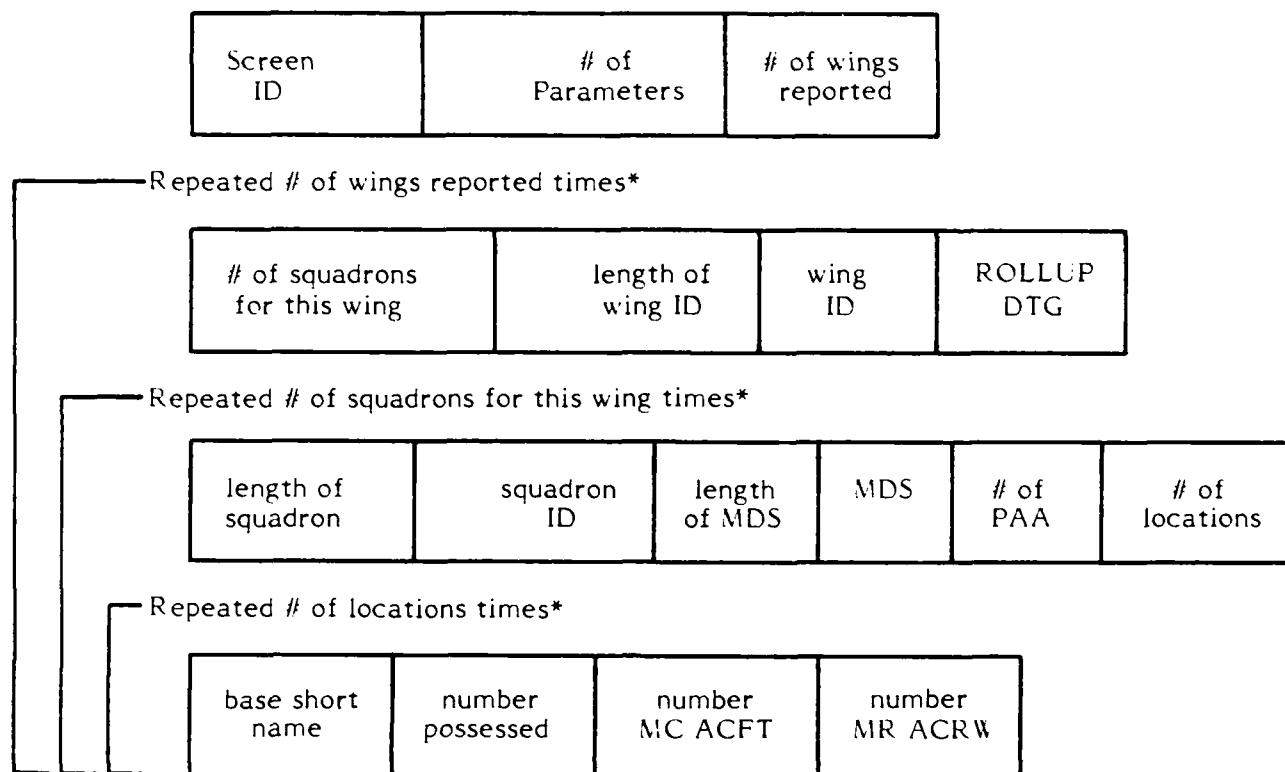 Screen ID
# of Parameters
# of wings reported
Repeated # of wings reported times*
# of squadrons for this wing
length of wing ID
wing ID
ROLLUP DTG
Repeated # of squadrons for this wing times*
length of squadron
squadron ID
length of MDS
MDS
# of PAA
# of locations
Repeated # of locations times*
base short name
number possessed
number MC ACFT
number MR ACRW